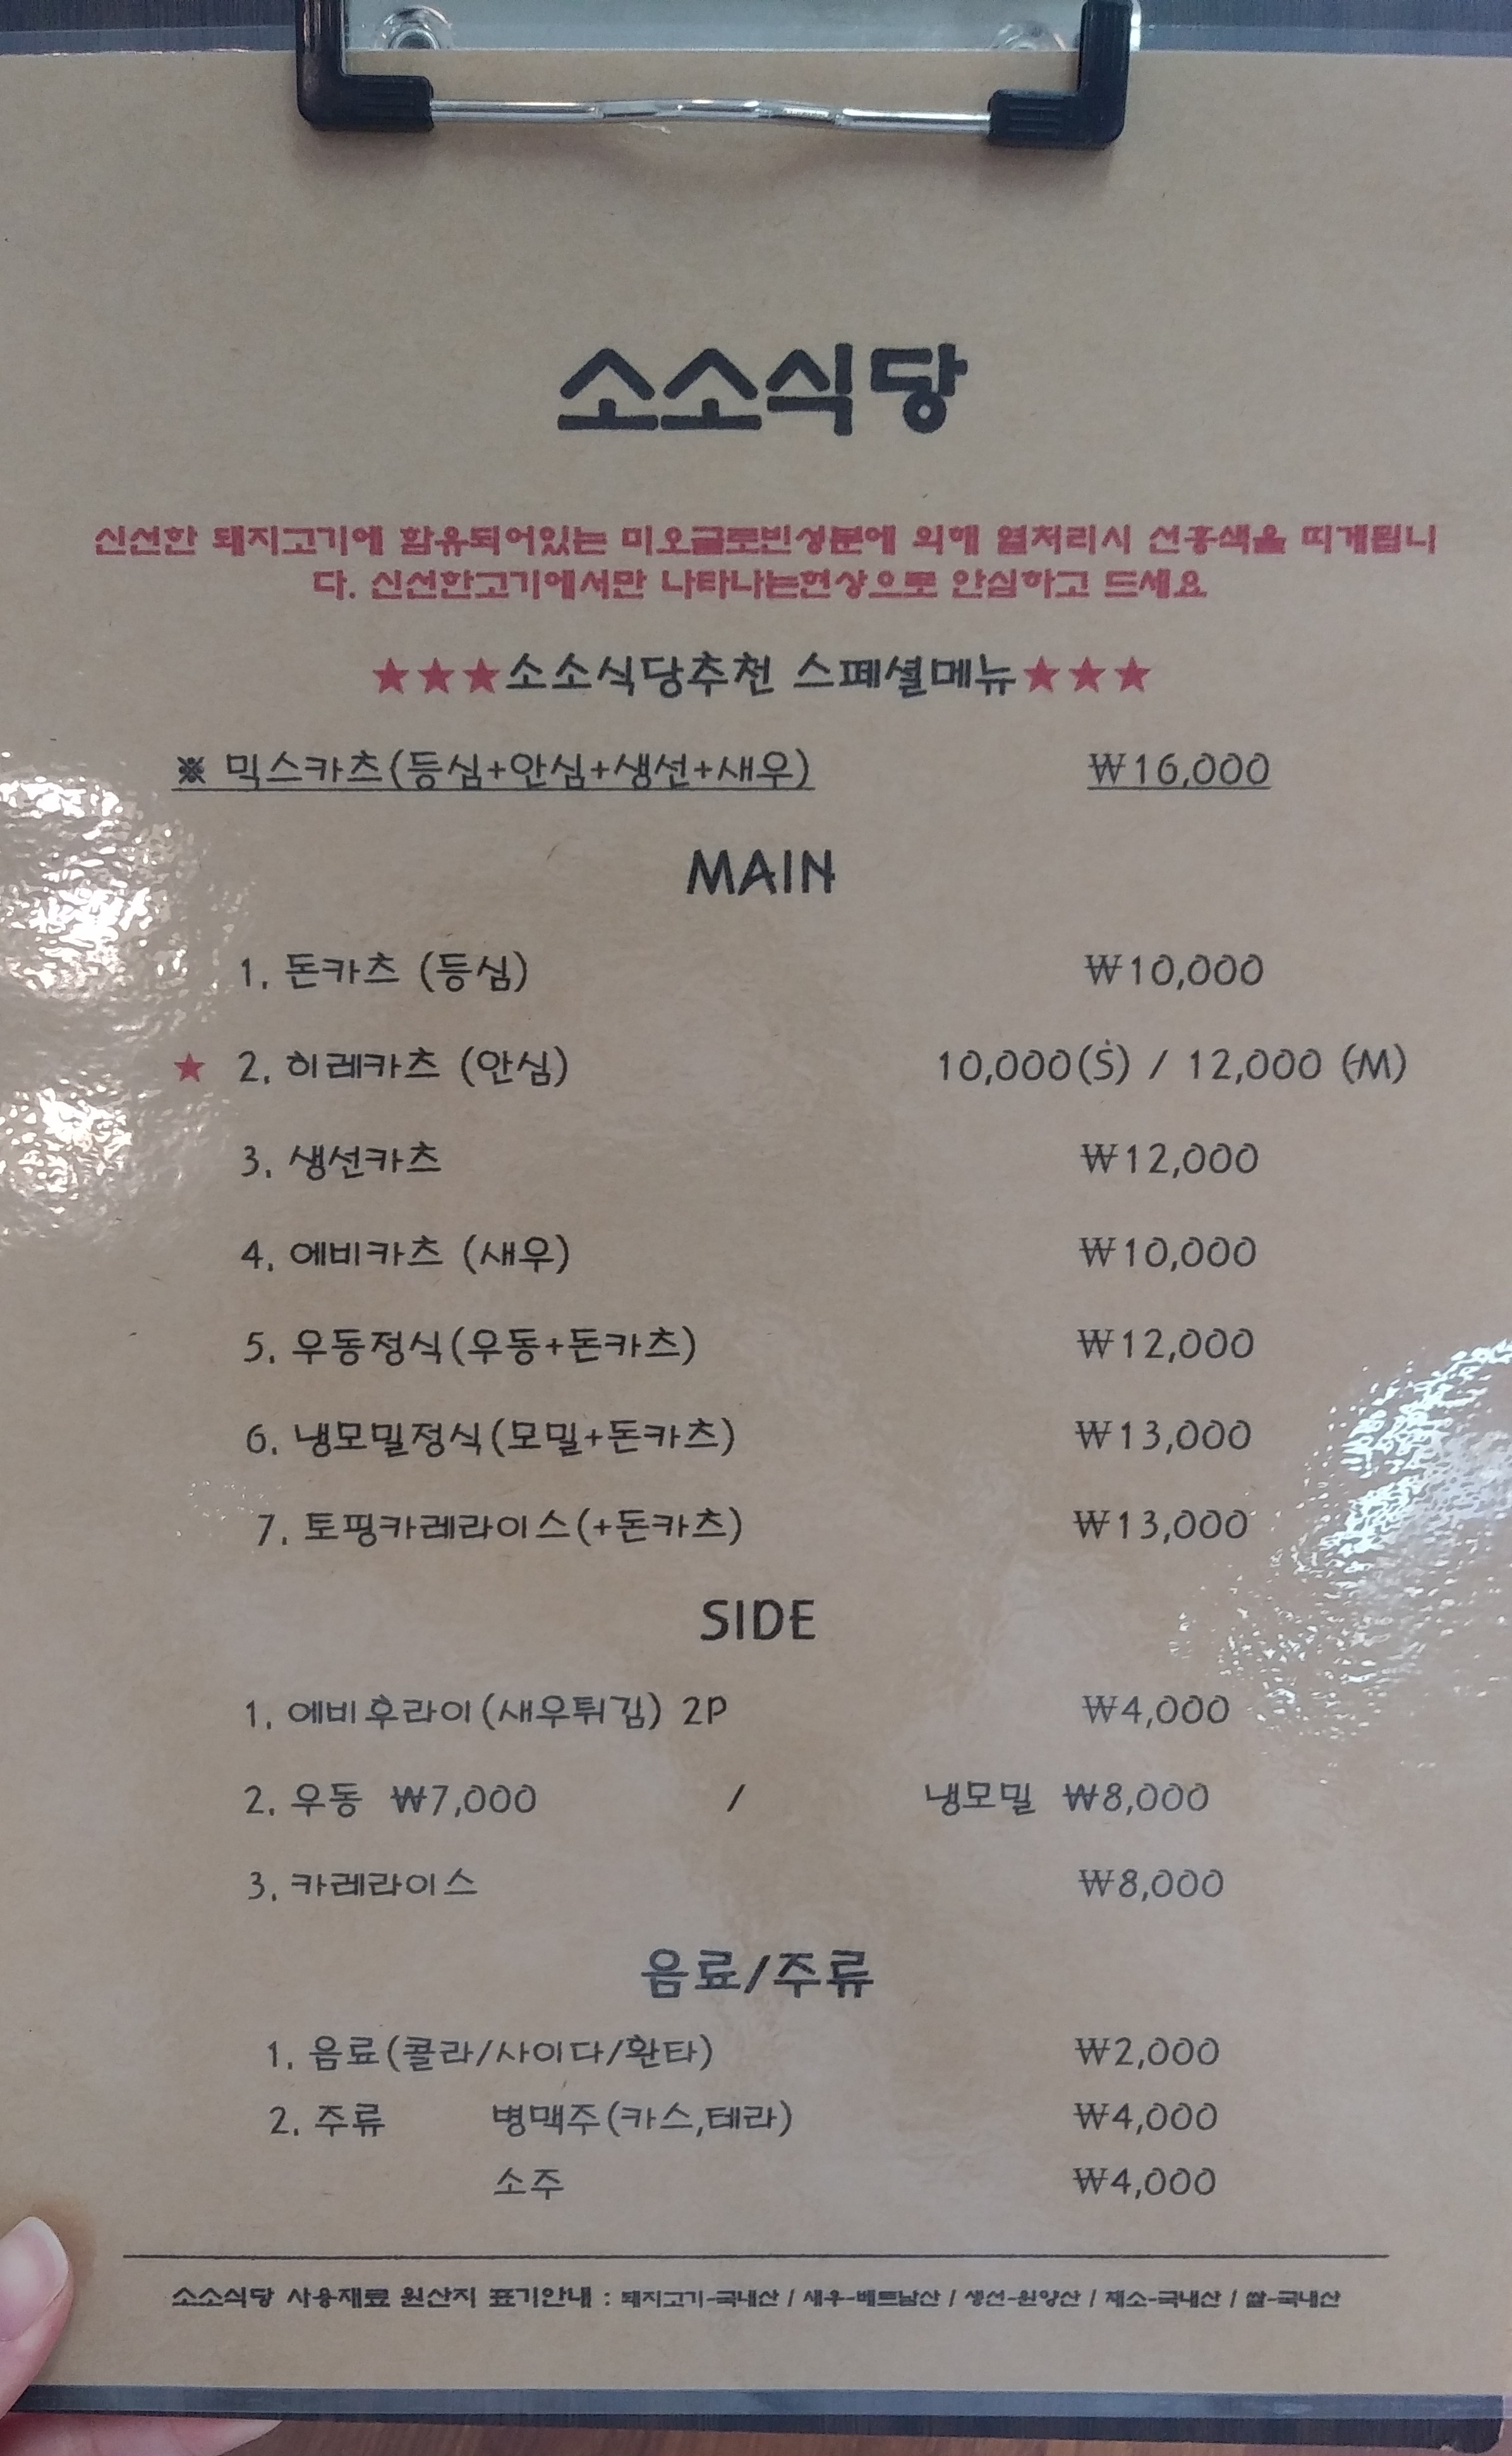 소소식당
신선한 돼지고기에 함유되어있는 미오글로빈성분에 의해 열처리시 선홍색을 띠게됩니
다. 신선한고기에서만 나타나는현상으로 안심하고 드세요
★★★소소식당추천 스페셜메뉴★★★
※ 믹스카츠(등심+안심+생선+새우) ₩16,000
MAIN
1. 돈카츠 (등심) ₩10,000
★ 2. 히레카츠 (안심) 10,000(S) / 12,000 (M)
3. 생선카츠 ₩12,000
4. 에비카츠 (새우) ₩10,000
5. 우동정식(우동+돈카츠) ₩12,000
6. 냉모밀정식(모밀+돈카츠) ₩13,000
7. 토핑카레라이스(+돈카츠) ₩13,000
SIDE
1. 에비후라이(새우튀김) 2P ₩4,000
2. 우동 ₩7,000 / 냉모밀 ₩8,000
3. 카레라이스 ₩8,000
음료/주류
1. 음료(콜라/사이다/환타) ₩2,000
2. 주류 병맥주(카스,테라) ₩4,000
소주 ₩4,000
소소식당 사용재료 원산지 표기안내 : 돼지고기-국내산 / 새우-베트남산 / 생선-원양산 / 채소-국내산 / 쌀-국내산